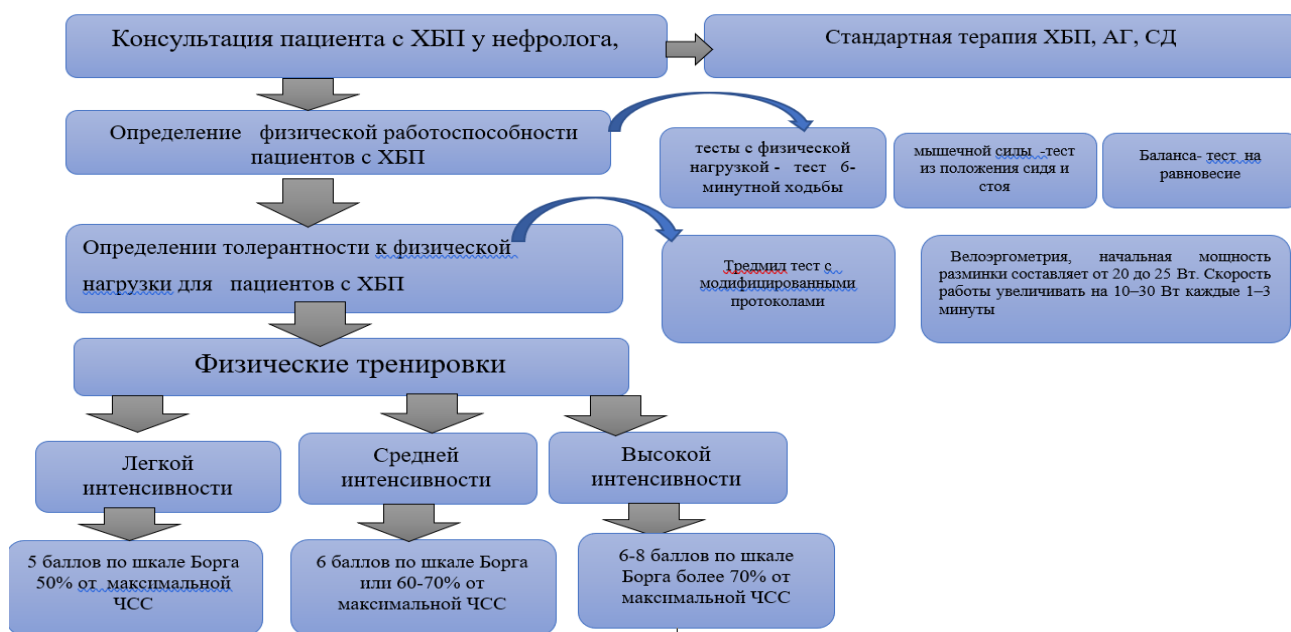 Консультация пациента с ХБП у нефролога,
Стандартная терапия ХБП, АГ, СД
Определение физической работоспособности
пациентов с ХБП
тесты с физической
нагрузкой - тест 6-
минутной ходьбы
мышечной силы -тест
из положения сидя и
стоя
Баланса- тест на
равновесие
Определении толерантности к физической
нагрузки для пациентов с ХБП
Тредмил тест с
модифицированными
протоколами
Велоэргометрия, начальная мощность
разминки составляет от 20 до 25 Вт. Скорость
работы увеличивать на 10–30 Вт каждые 1–3
минуты
Физические тренировки
Легкой
интенсивности
Средней
интенсивности
Высокой
интенсивности
5 баллов по шкале Борга
50% от максимальной
ЧСС
6 баллов по шкале Борга
или 60-70% от
максимальной ЧСС
6-8 баллов по шкале
Борга более 70% от
максимальной ЧСС